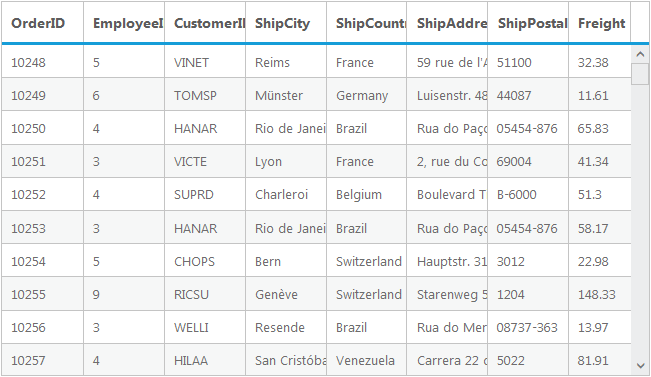 OrderID EmployeeI CustomerII ShipCity ShipCount ShipAddre ShipPostal Freight
10248 5 VINET Reims France 59 rue de l'A 51100 32.38
10249 6 TOMSP Münster Germany Luisenstr. 48 44087 11.61
10250 4 HANAR Rio de Janei Brazil Rua do Paço 05454-876 65.83
10251 3 VICTE Lyon France 2, rue du Co 69004 41.34
10252 4 SUPRD Charleroi Belgium Boulevard T B-6000 51.3
10253 3 HANAR Rio de Janei Brazil Rua do Paço 05454-876 58.17
10254 5 CHOPS Bern Switzerland Hauptstr. 31 3012 22.98
10255 9 RICSU Genève Switzerland Starenweg 5 1204 148.33
10256 3 WELLI Resende Brazil Rua do Mer 08737-363 13.97
10257 4 HILAA San Cristóba Venezuela Carrera 22 c 5022 81.91